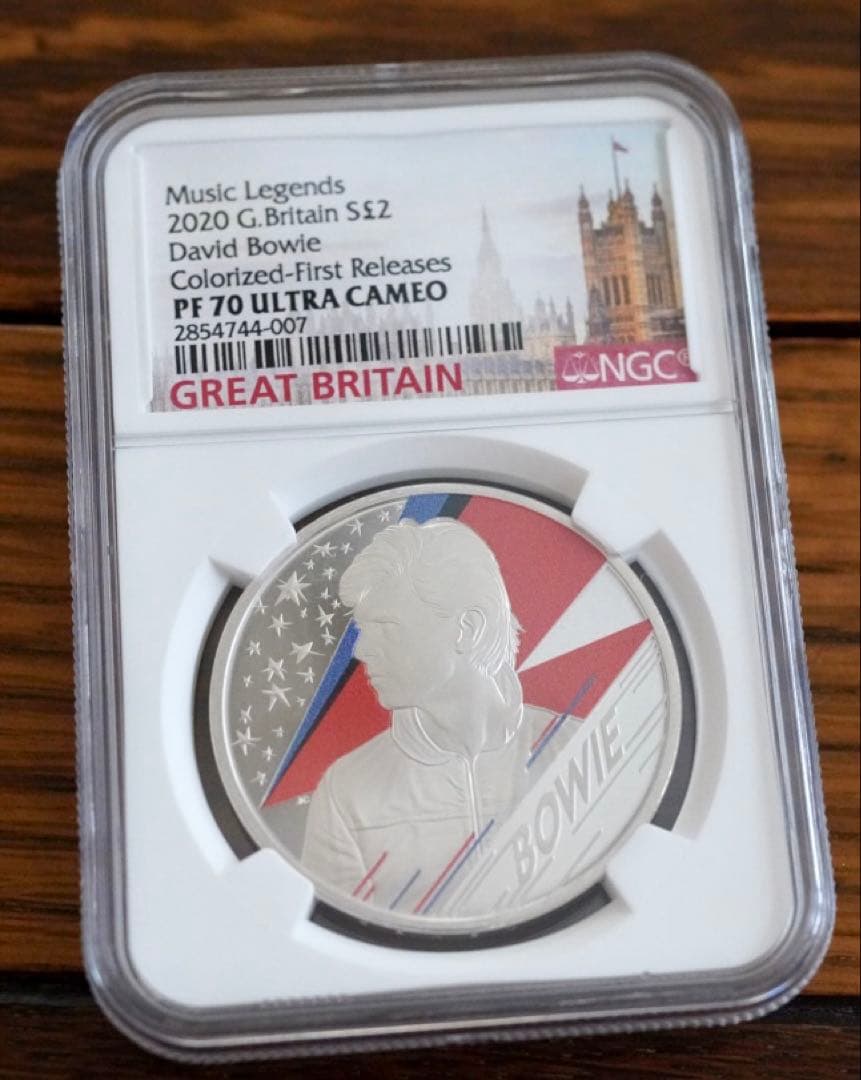 Music Legends
2020 G.Britain S£2
David Bowie
Colorized-First Releases
PF 70 ULTRA CAMEO
2854744-007
GREAT BRITAIN
NGC®
BOWIE